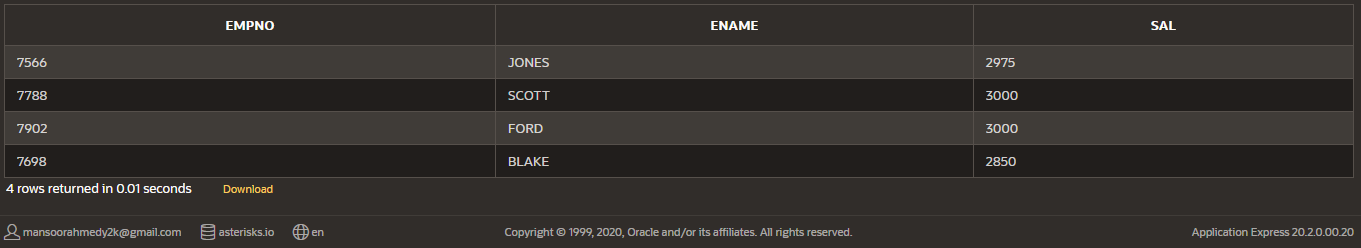 EMPNO ENAME SAL
7566 JONES 2975
7788 SCOTT 3000
7902 FORD 3000
7698 BLAKE 2850
4 rows returned in 0.01 seconds Download
mansoorahmedy2k@gmail.com asterisks.io en Copyright © 1999, 2020, Oracle and/or its affiliates. All rights reserved. Application Express 20.2.0.00.20